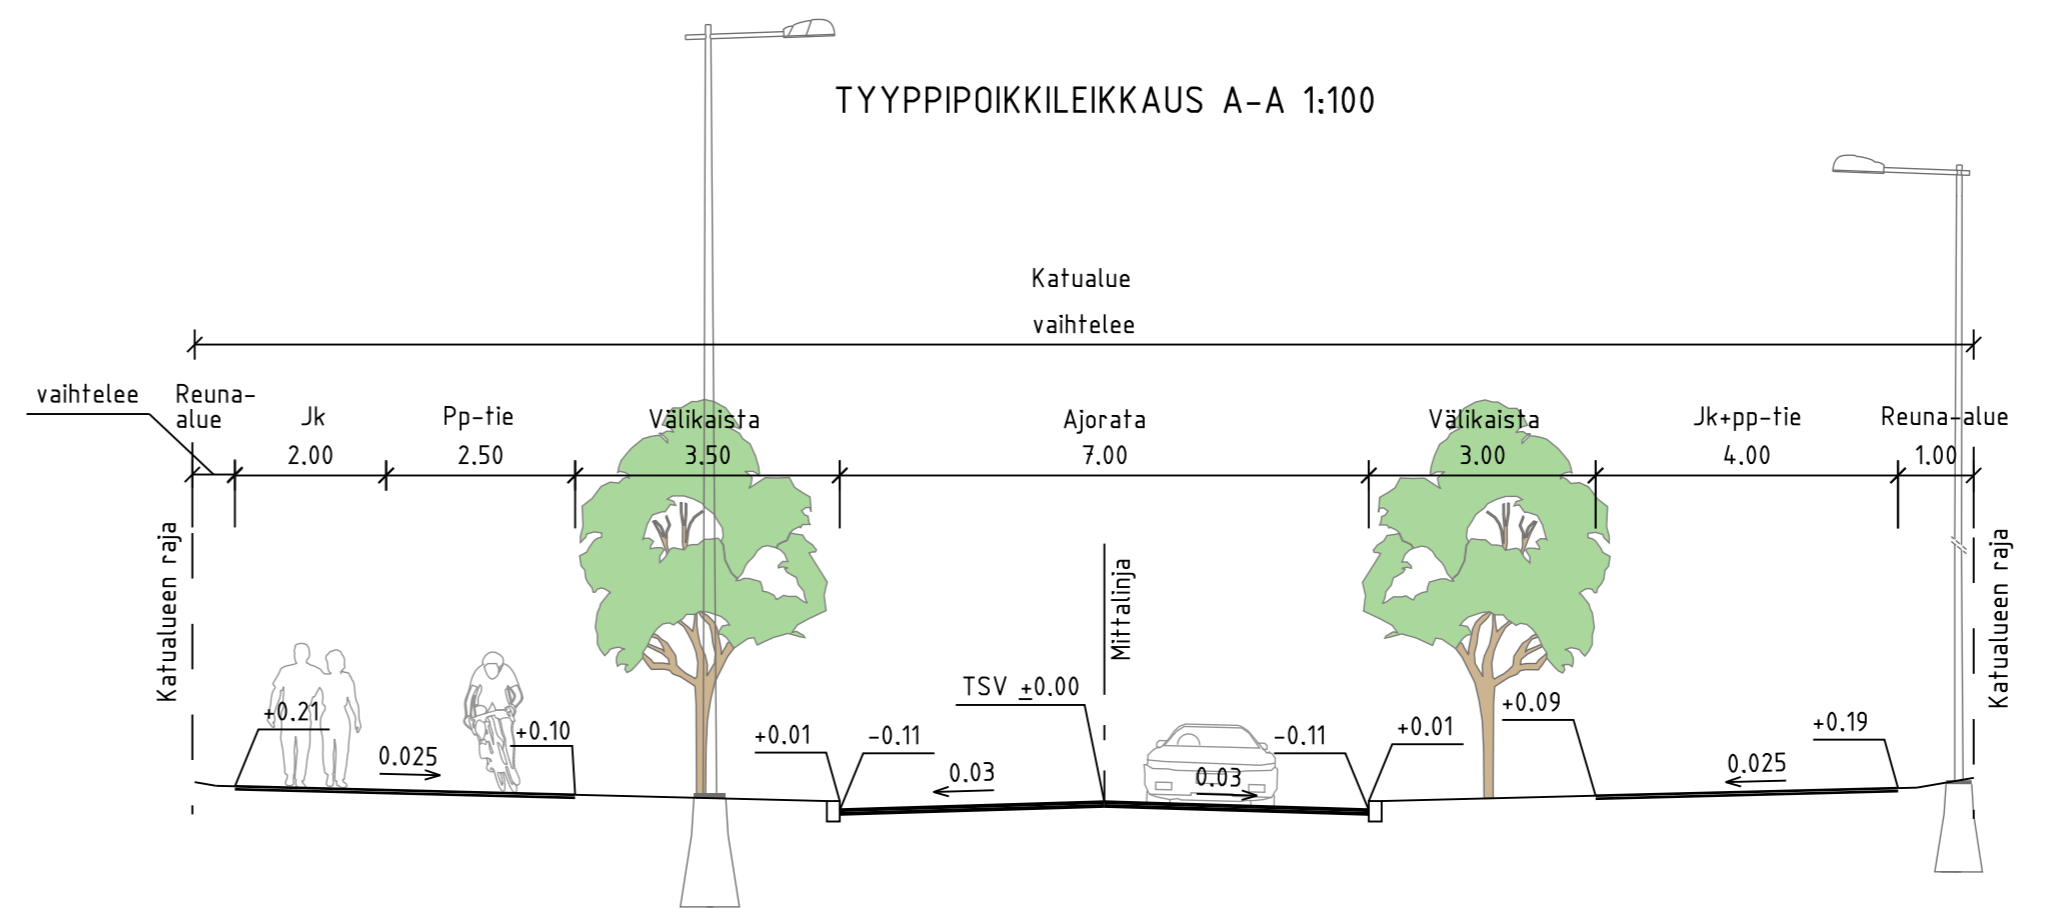 TYYPPIPOIKKILEIKKAUS A-A 1:100
Katualue
vaihtelee
vaihtelee
Reuna-
alue
Jk
2.00
Pp-tie
2.50
Välikaista
3.50
Ajorata
7.00
Välikaista
3.00
Jk+pp-tie
4.00
Reuna-alue
1.00
Katualueen raja
Mittalinja
Katualueen raja
+0.21
0.025
+0.10
+0.01
-0.11
0.03
TSV ±0.00
0.03
-0.11
+0.01
+0.09
0.025
+0.19